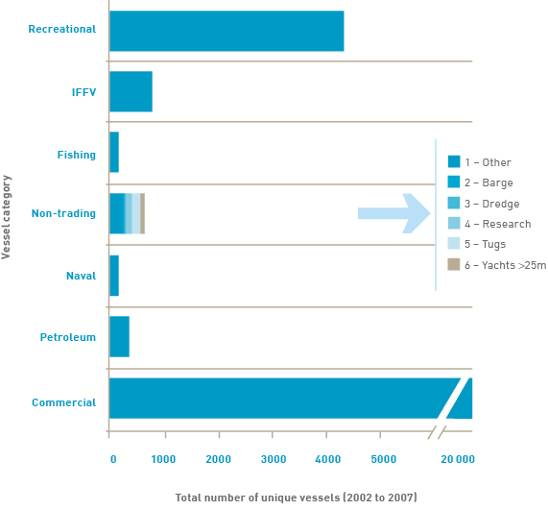 Vessel category
Recreational
IFFV
Fishing
Non-trading
Naval
Petroleum
Commercial
1 – Other
2 – Barge
3 – Dredge
4 – Research
5 – Tugs
6 – Yachts >25m
0 1000 2000 3000 4000 5000 20 000
Total number of unique vessels (2002 to 2007)